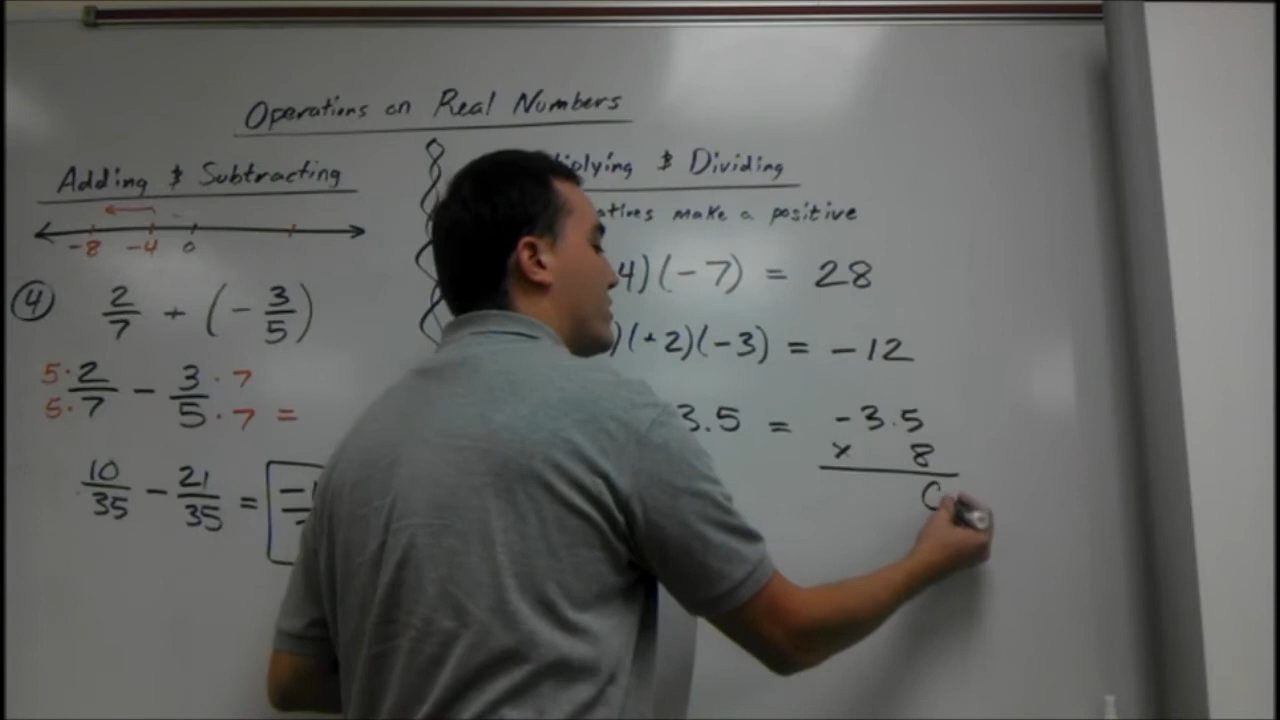 Operations on Real Numbers
Adding & Subtracting
-8 -4 0
④ 2/7 + (- 3/5)
5· 2/7 - 3/5 ·7 =
5· ·7
10/35 - 21/35 =
& Dividing
make a positive
4)(-7) = 28
)(+2)(-3) = -12
3.5 = -3.5
x 8
0